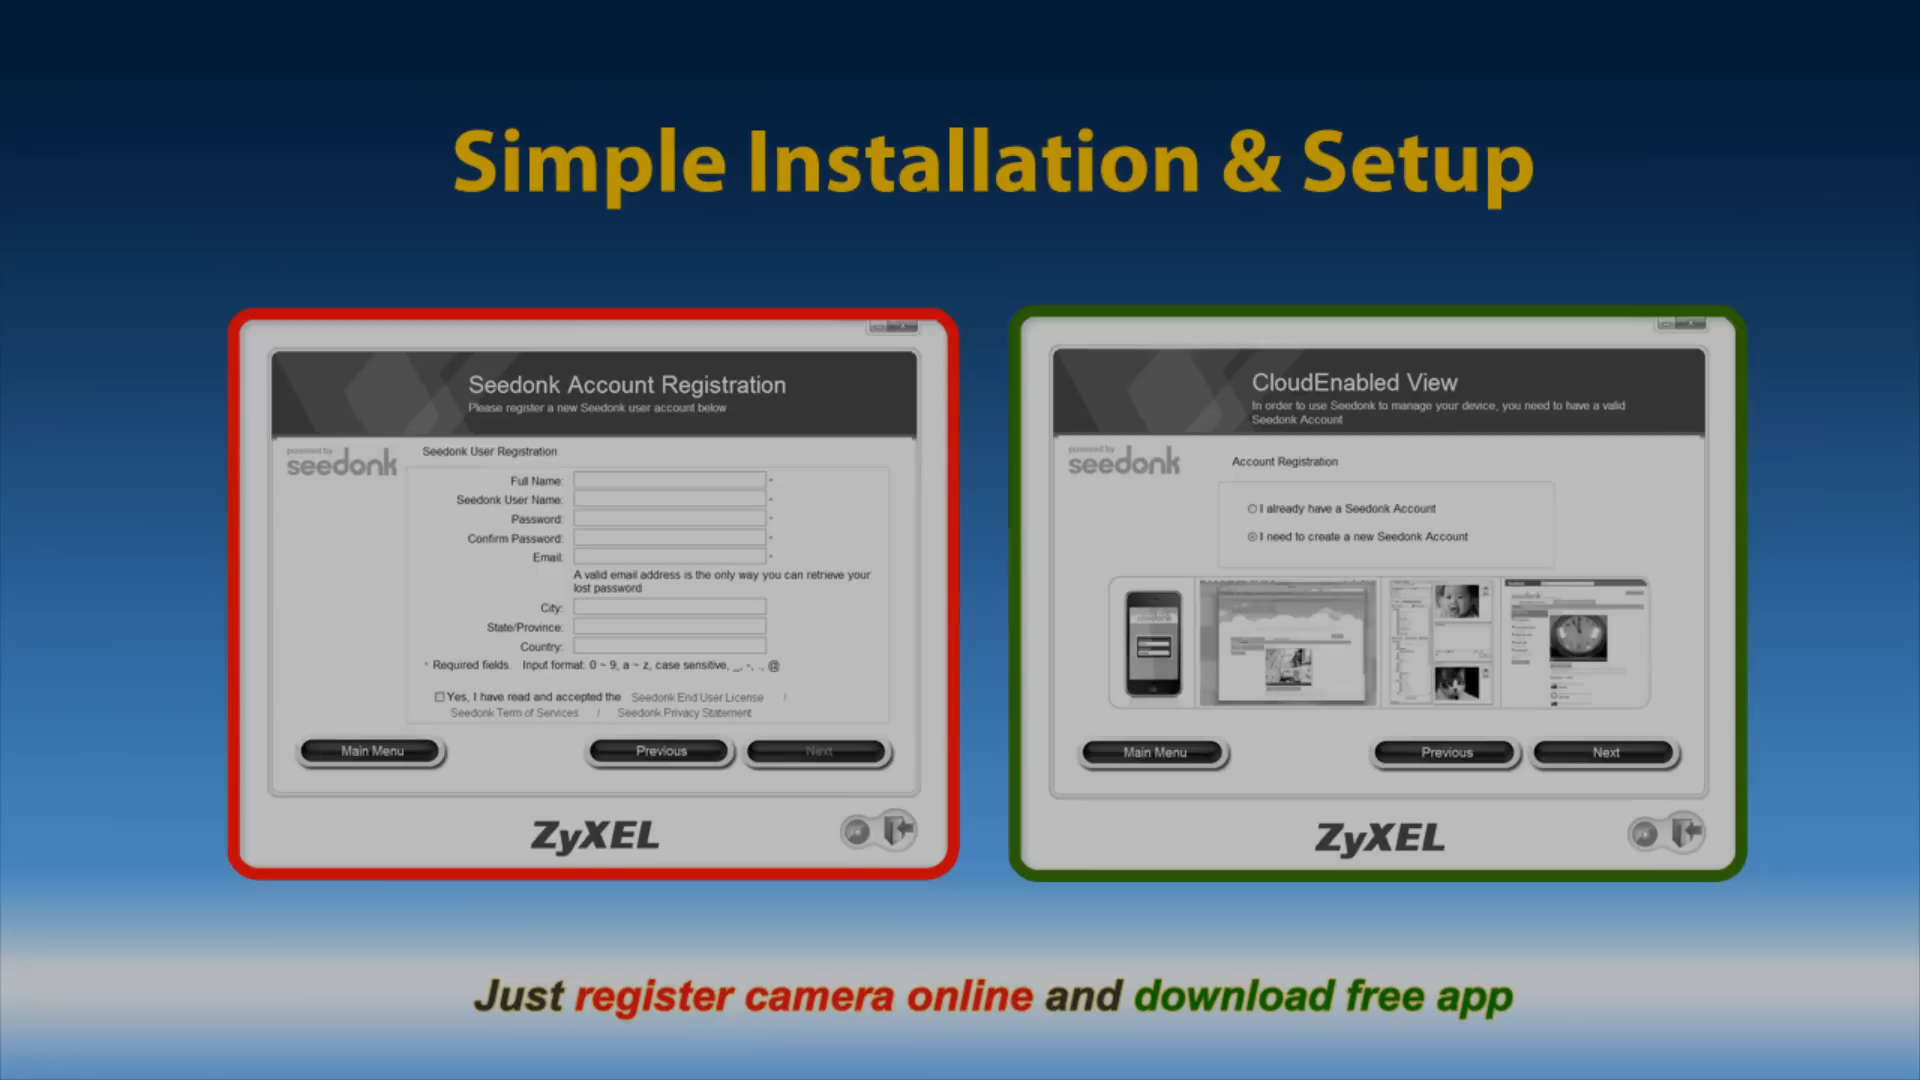 Simple Installation & Setup
Seedonk Account Registration
Please register a new Seedonk user account below
powered by
seedonk
Seedonk User Registration
Full Name: *
Seedonk User Name: *
Password: *
Confirm Password: *
Email: *
A valid email address is the only way you can retrieve your
lost password
City:
State/Province:
Country:
* Required fields. Input format: 0 ~ 9, a ~ z, case sensitive, _, -, ., @
Yes, I have read and accepted the Seedonk End User License /
Seedonk Term of Services / Seedonk Privacy Statement
Main Menu Previous Next
ZyXEL
CloudEnabled View
In order to use Seedonk to manage your device, you need to have a valid
Seedonk Account
powered by
seedonk
Account Registration
I already have a Seedonk Account
I need to create a new Seedonk Account
Main Menu Previous Next
ZyXEL
Just register camera online and download free app